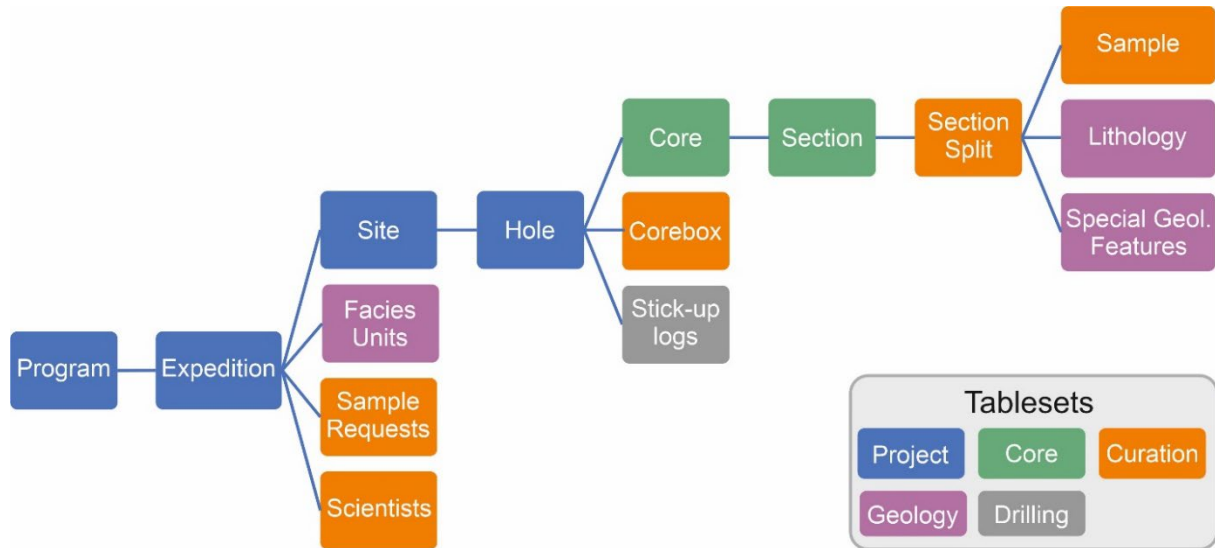 Program
Expedition
Site
Facies
Units
Sample
Requests
Scientists
Hole
Core
Corebox
Stick-up
logs
Section
Section
Split
Sample
Lithology
Special Geol.
Features
Tablesets
Project
Core
Curation
Geology
Drilling